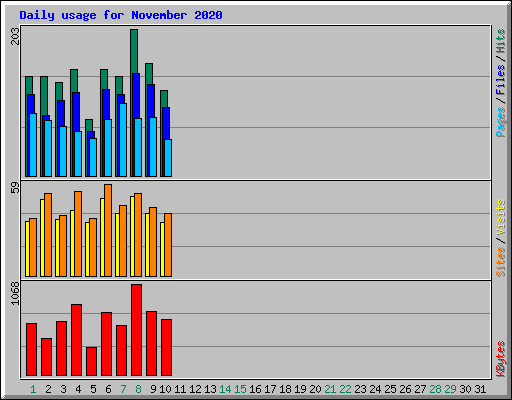 Daily usage for November 2020
203
Pages / Files / Hits
59
Sites / Visits
1068
KBytes
1 2 3 4 5 6 7 8 9 10 11 12 13 14 15 16 17 18 19 20 21 22 23 24 25 26 27 28 29 30 31